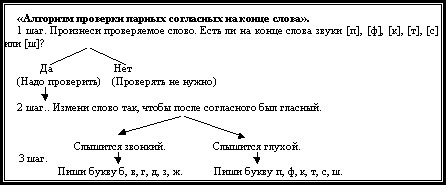 «Алгоритм проверки парных согласных на конце слова».
1 шаг. Произнеси проверяемое слово. Есть ли на конце слова звуки [п], [ф], [к], [т], [с]
или [ш]?
Да Нет
(Надо проверить) (Проверять не нужно)
2 шаг.. Измени слово так, чтобы после согласного был гласный.
Слышится звонкий. Слышится глухой.
3 шаг.
Пиши букву б, в, г, д, з, ж. Пиши букву п, ф, к, т, с, ш.